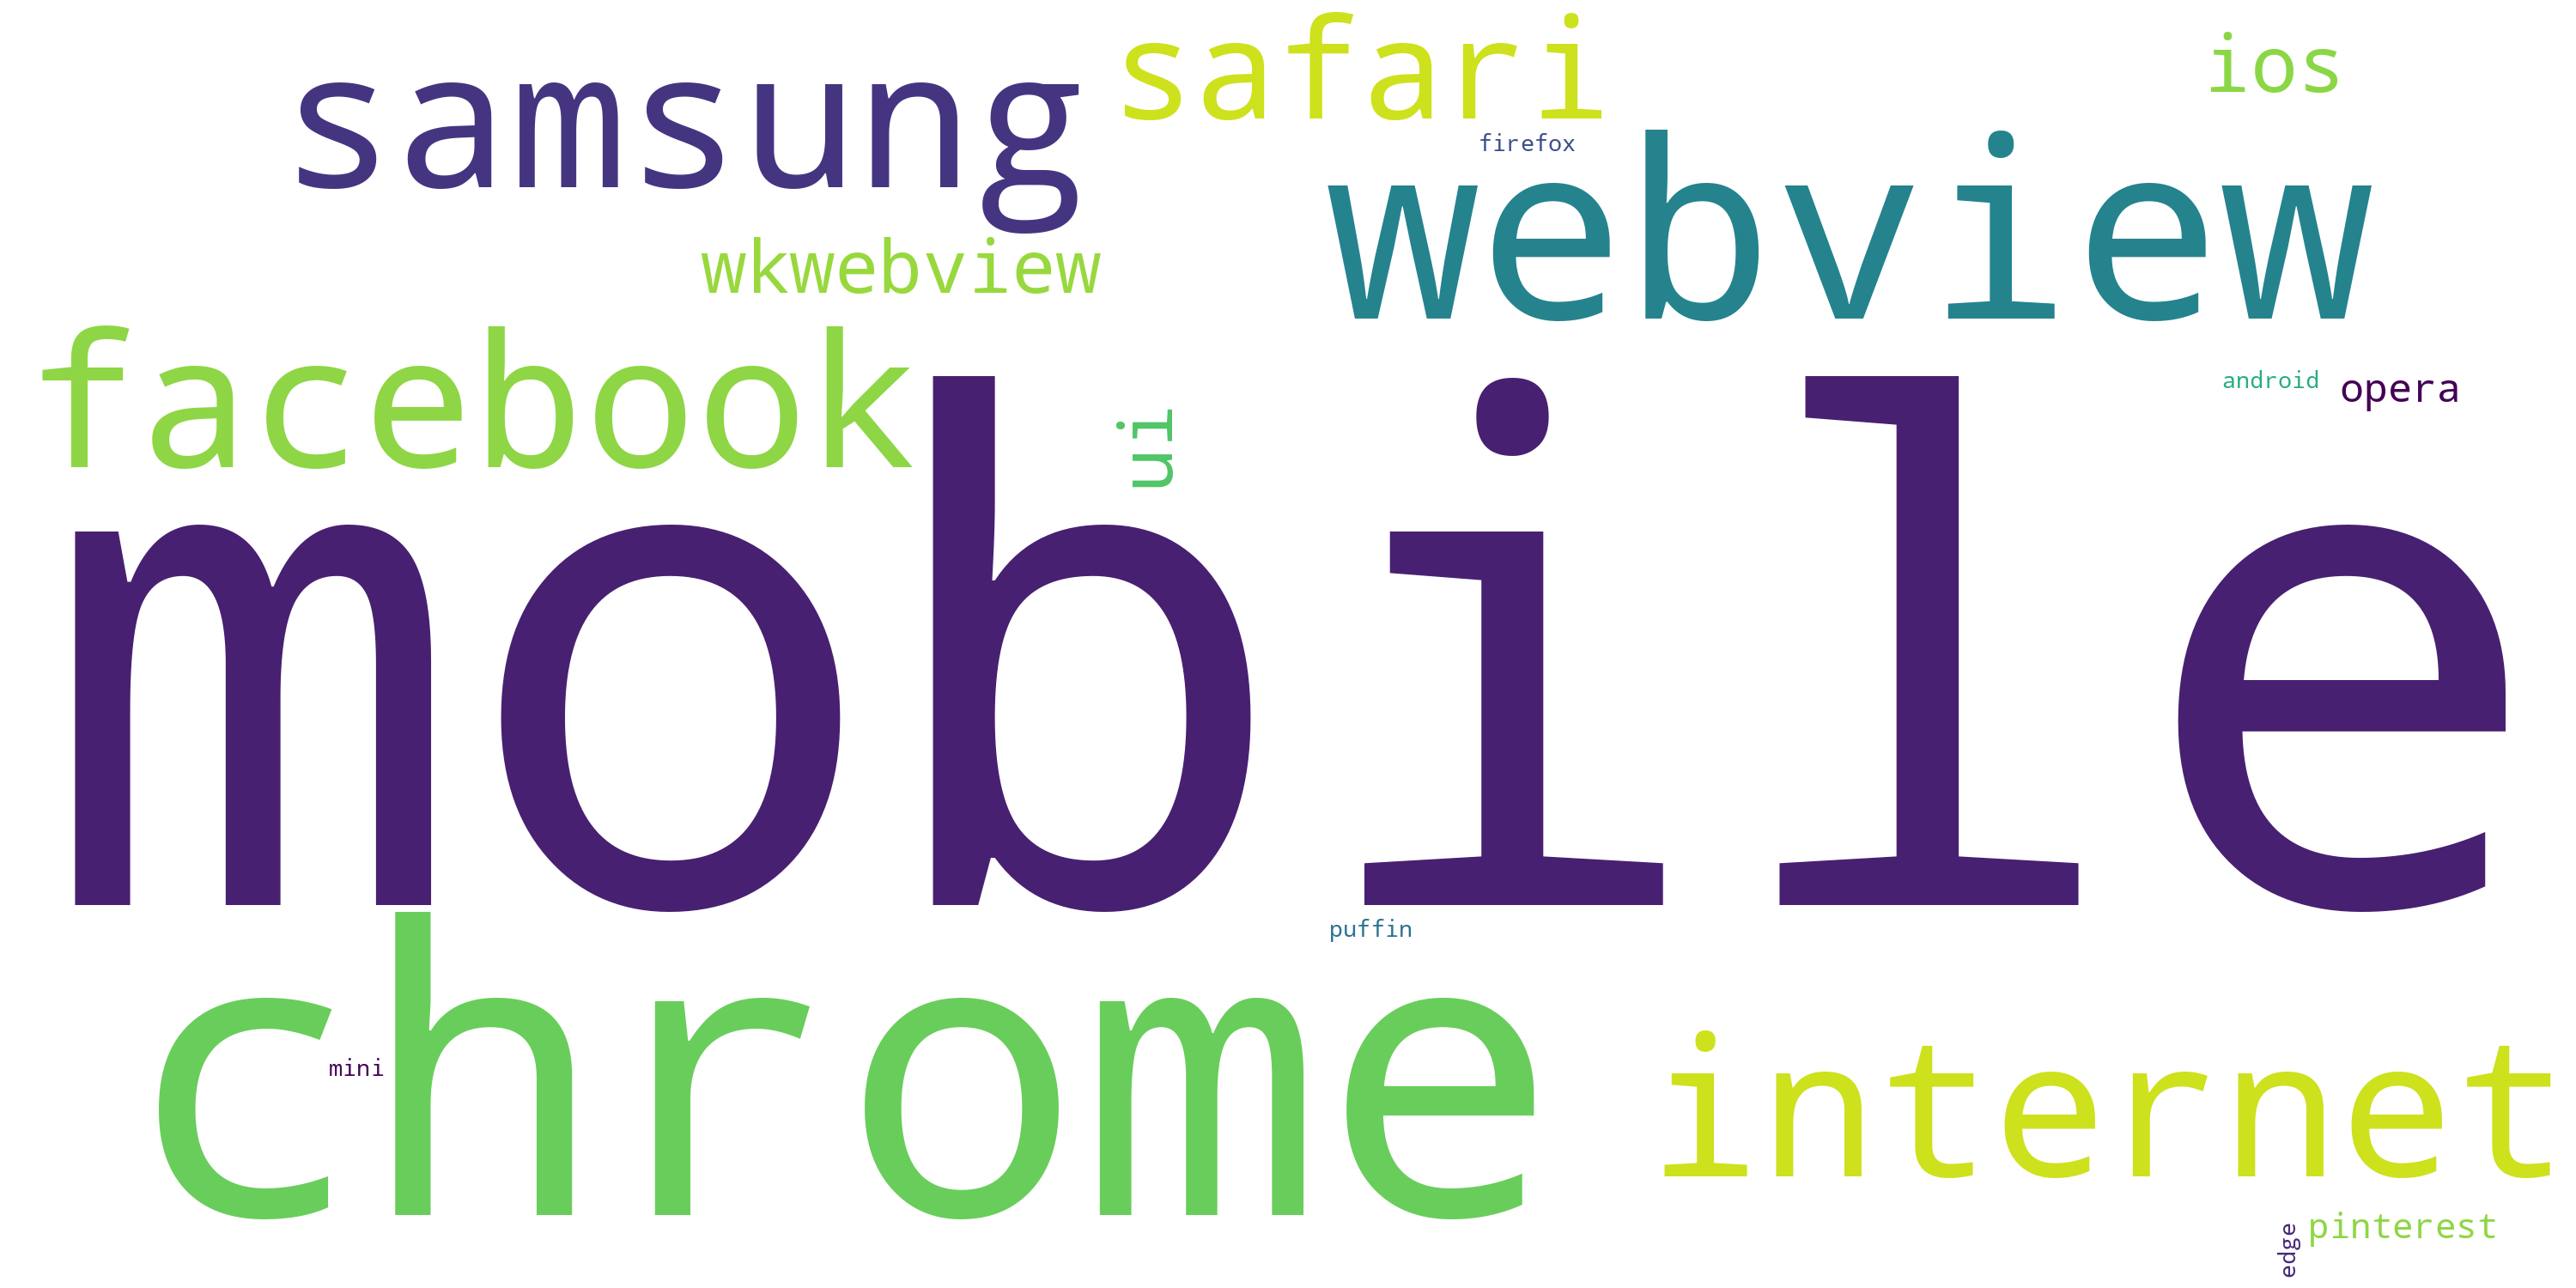 safari
ios
samsung
firefox
webview
wkwebview
facebook
android
opera
ui
mobile
puffin
chrome
mini
internet
pinterest
edge